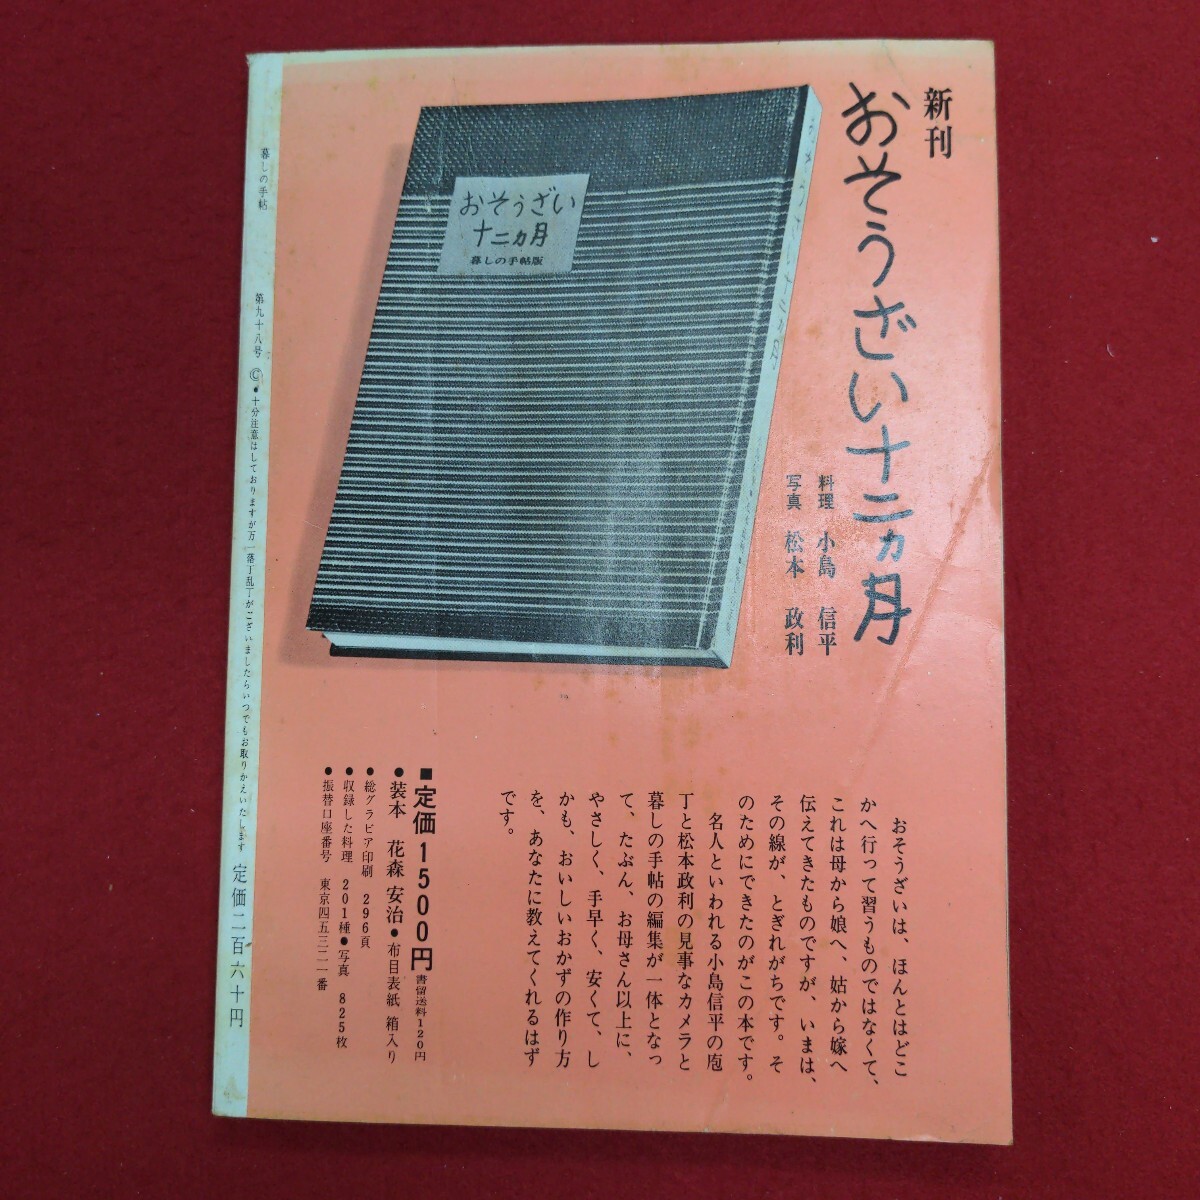 新刊
おそうざい十二ヵ月
料理 小島 信平
写真 松本 政利
おそうざい
十二ヵ月
暮しの手帖版
おそうざいは、ほんとはどこ
かへ行って習うものではなくて、
これは母から娘へ、姑から嫁へ
伝えてきたものですが、いまは、
その線が、とぎれがちです。そ
のためにできたのがこの本です。
名人といわれる小島信平の庖
丁と松本政利の見事なカメラと
暮しの手帖の編集が一体となっ
て、たぶん、お母さん以上に、
やさしく、手早く、安くて、し
かも、おいしいおかずの作り方
を、あなたに教えてくれるはず
です。
■定価1500円 書留送料120円
●装本 花森安治●布目表紙 箱入り
●総グラビア印刷 296頁
●収録した料理 201種●写真 825枚
●振替口座番号 東京四五三二一番
暮しの手帖 第九十八号 Ⓒ●十分注意はしておりますが万一落丁乱丁がございましたらいつでもお取りかえいたします 定価二百六十円